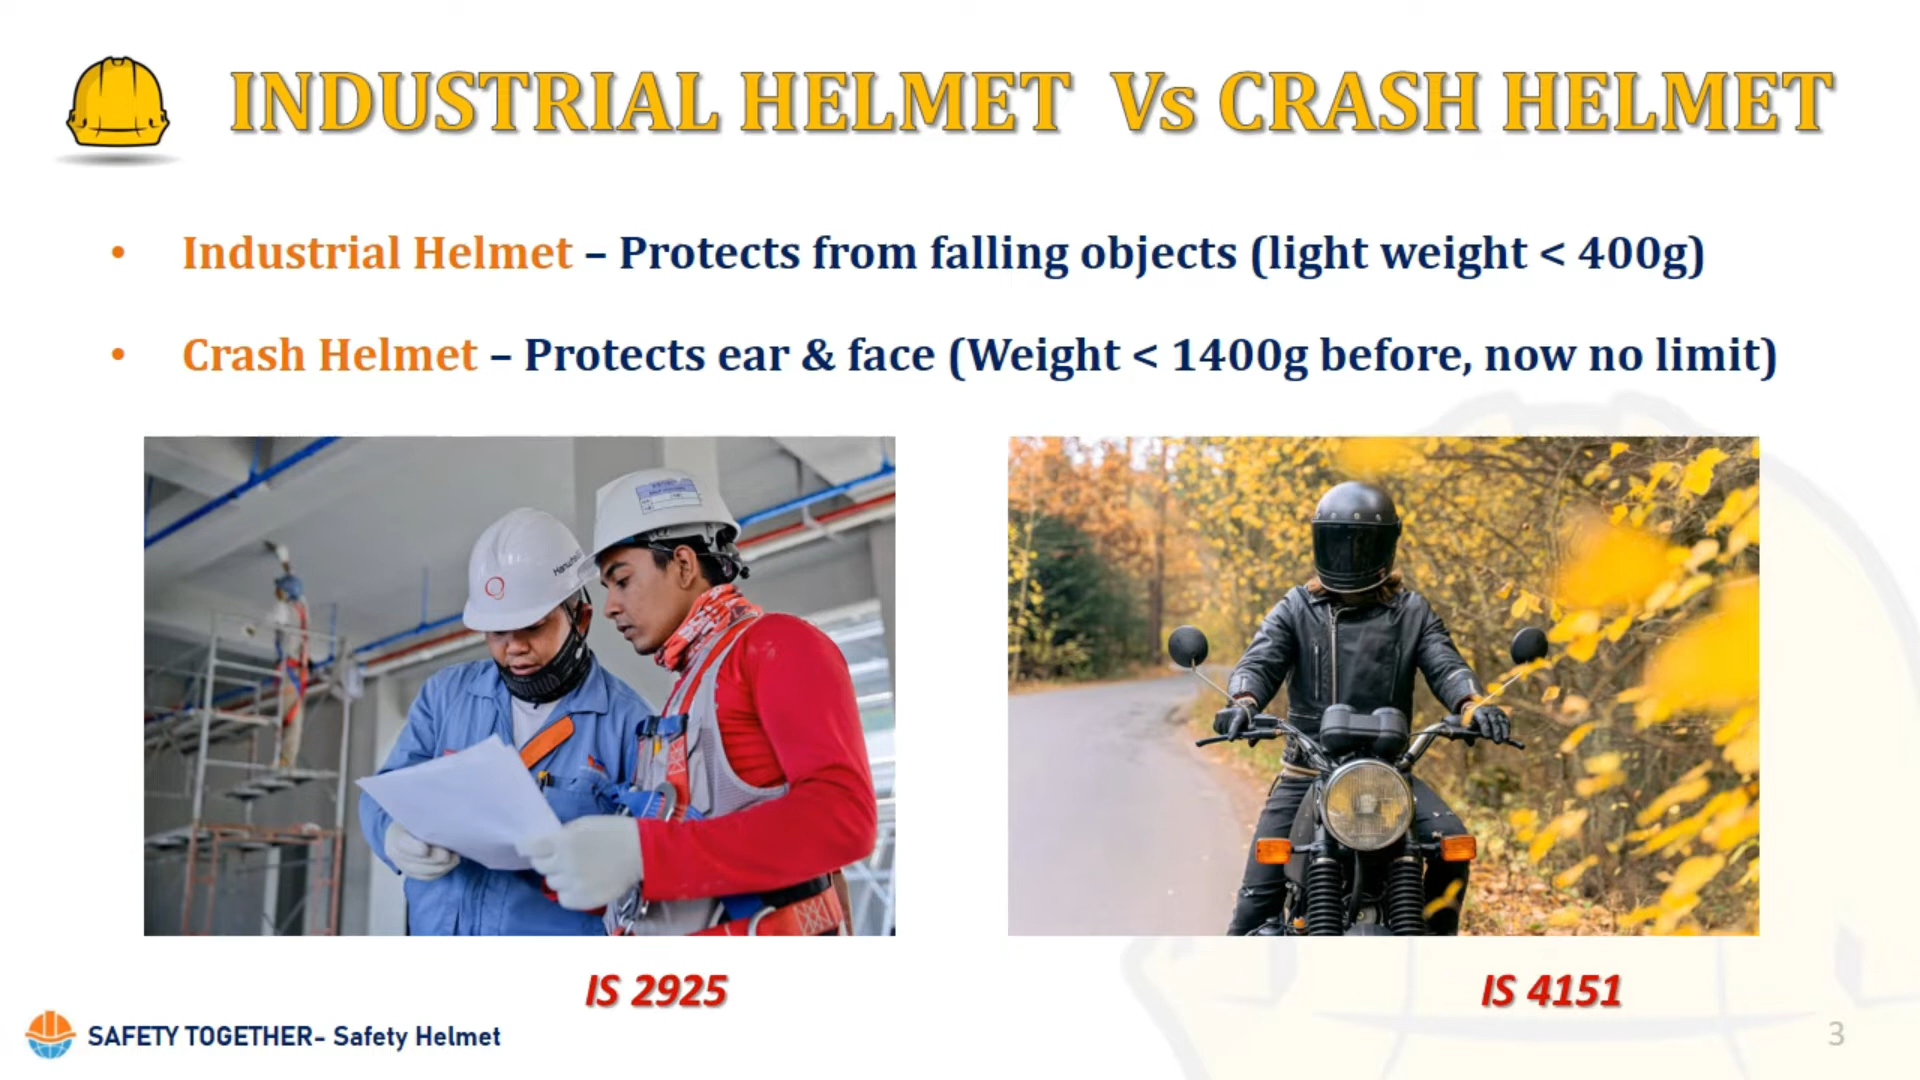 INDUSTRIAL HELMET Vs CRASH HELMET
• Industrial Helmet – Protects from falling objects (light weight < 400g)
• Crash Helmet – Protects ear & face (Weight < 1400g before, now no limit)
IS 2925
IS 4151
SAFETY TOGETHER- Safety Helmet
3